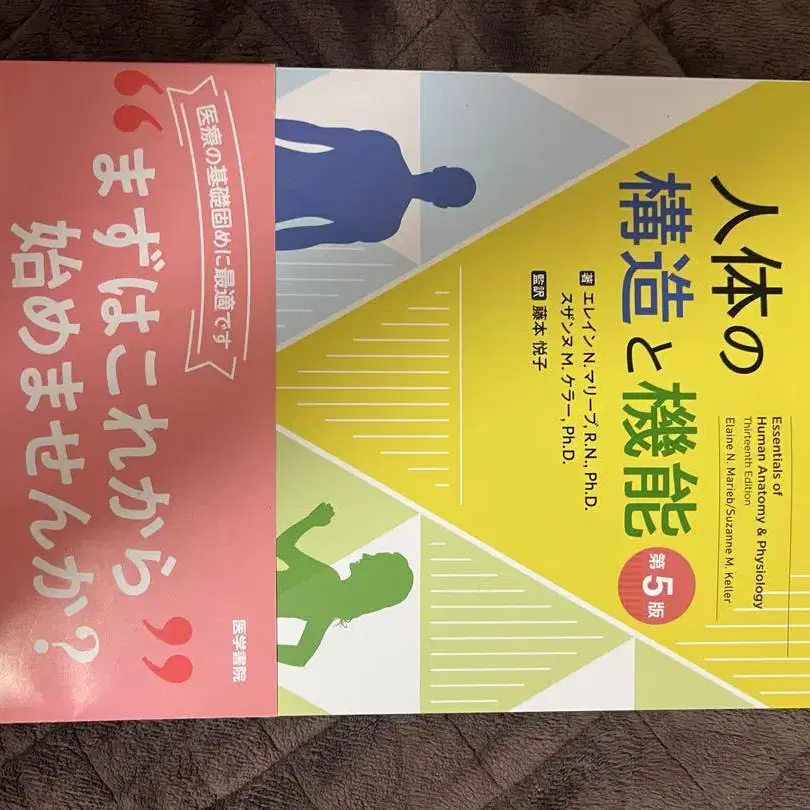 人体の
構造と機能
第5版
Essentials of
Human Anatomy & Physiology
Thirteenth Edition
Elaine N. Marieb/Suzanne M. Keller
著 エレイン N. マリーブ, R.N., Ph.D.
スザンヌ M. ケラー, Ph.D.
監訳 藤本 悦子
医療の基礎固めに最適です
“まずはこれから
始めませんか?”
医学書院